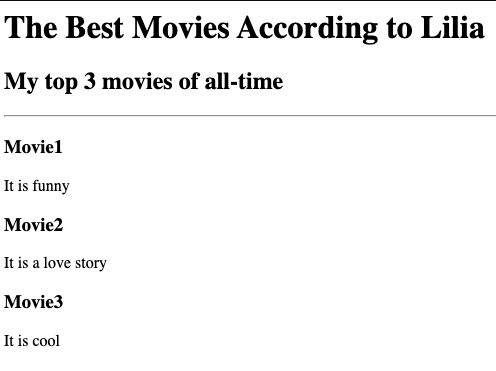 The Best Movies According to Lilia
My top 3 movies of all-time
Movie1
It is funny
Movie2
It is a love story
Movie3
It is cool